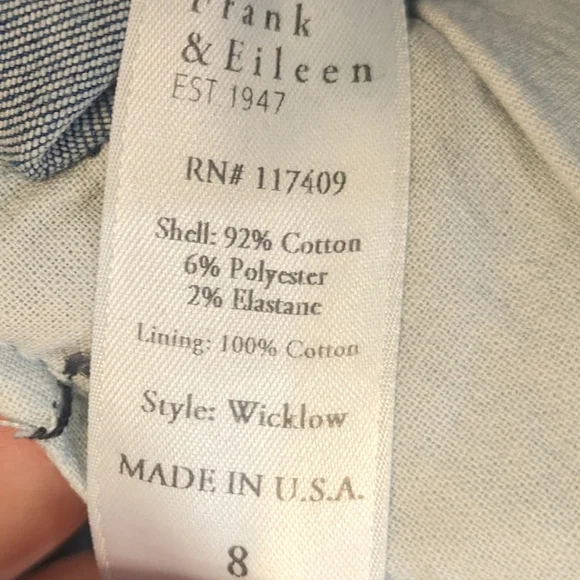 Frank
& Eileen
EST 1947
RN# 117409
Shell: 92% Cotton
6% Polyester
2% Elastane
Lining: 100% Cotton
Style: Wicklow
MADE IN U.S.A.
8